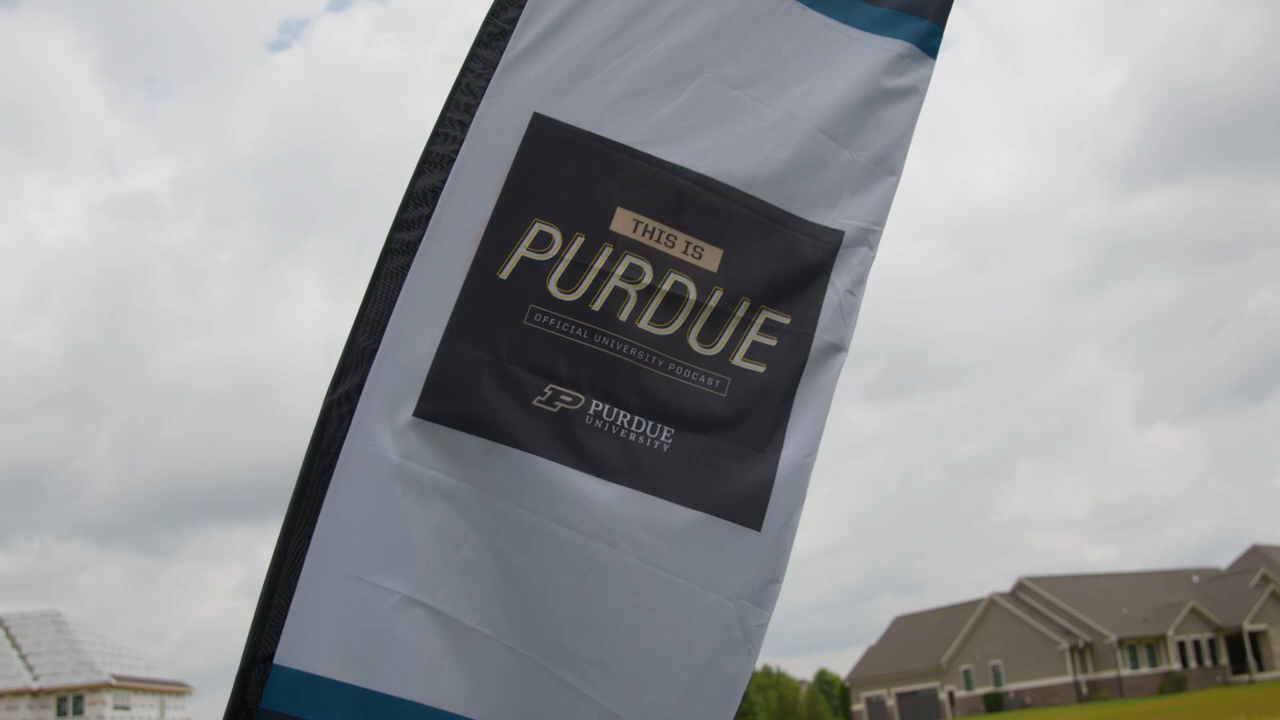 THIS IS
PURDUE
OFFICIAL UNIVERSITY PODCAST
P PURDUE
UNIVERSITY